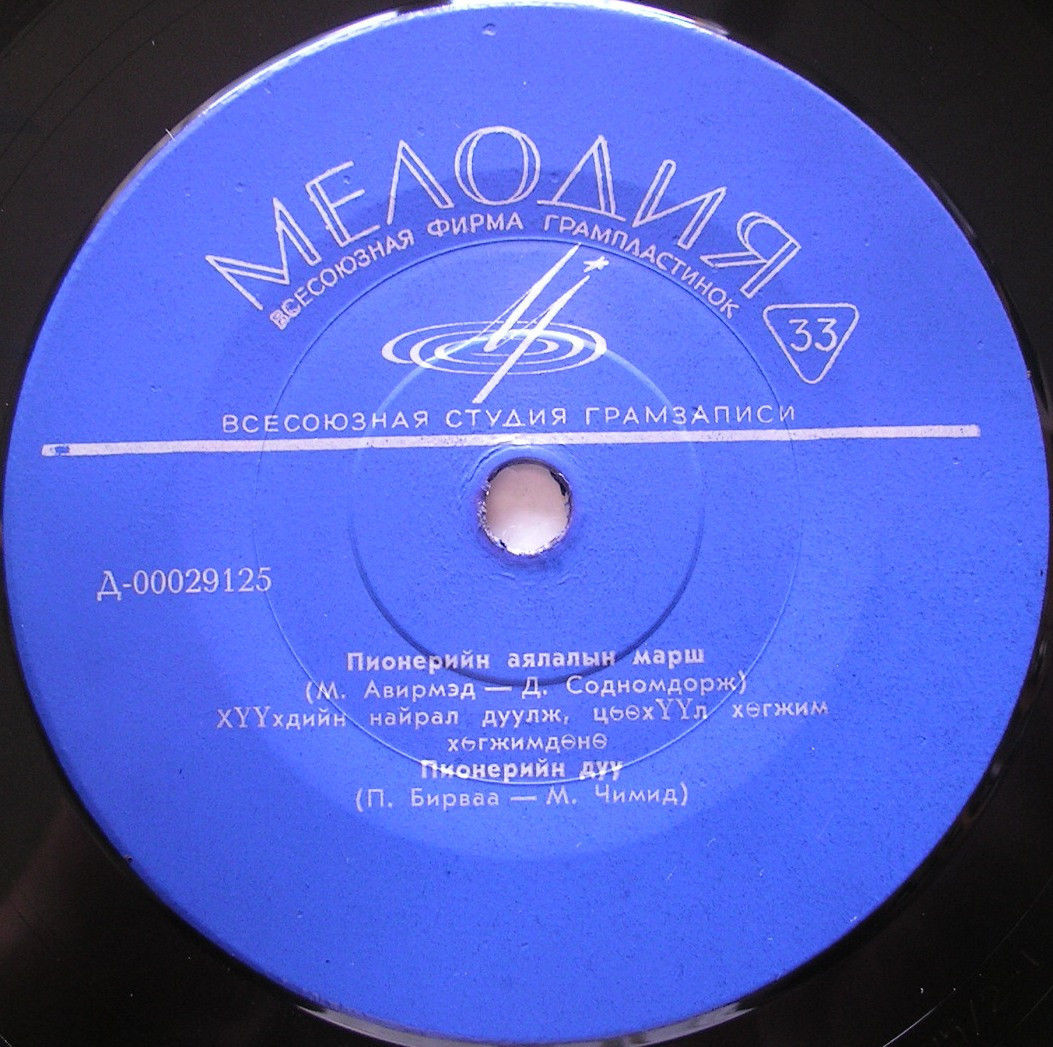 МЕЛОДИЯ
ВСЕСОЮЗНАЯ ФИРМА ГРАМПЛАСТИНОК
33
ВСЕСОЮЗНАЯ СТУДИЯ ГРАМЗАПИСИ
Д-00029125
Пионерийн аялалын марш
(М. Авирмэд — Д. Содномдорж)
ХҮҮхдийн найрал дуулж, цөөхҮҮл хөгжим
хөгжимдөнө
Пионерийн дуу
(П. Бирваа — М. Чимид)